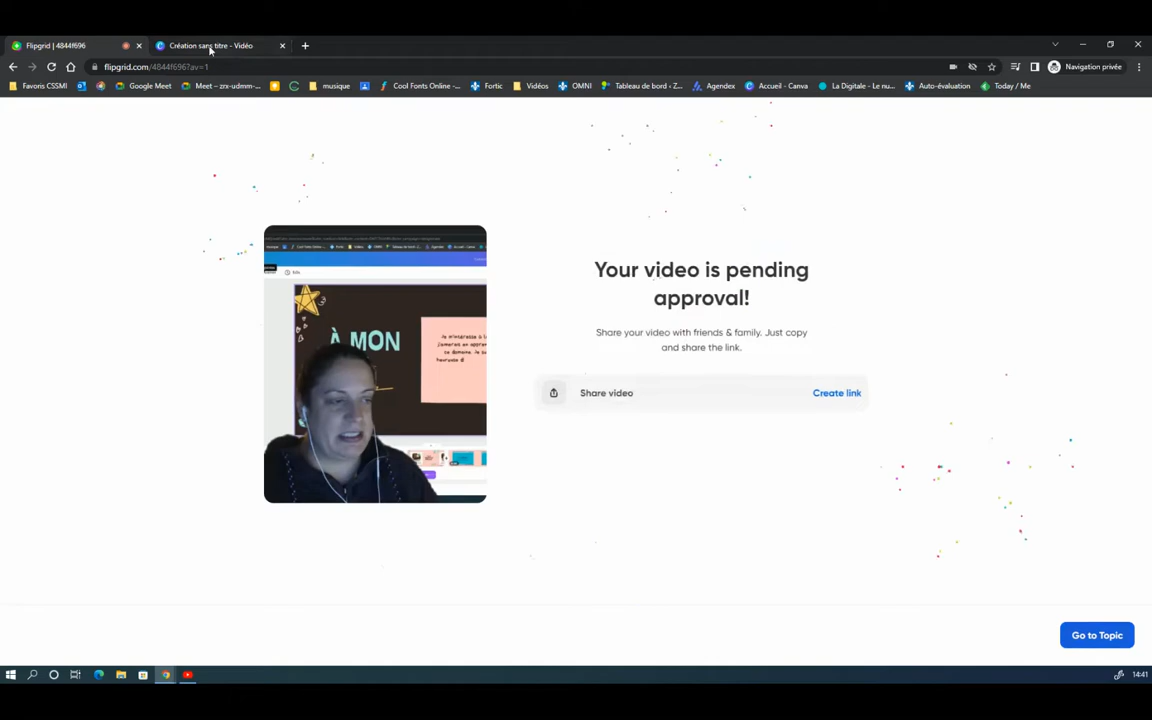 Flipgrid | 4844f696
Création sans titre - Vidéo
flipgrid.com/4844f696?av=1
Navigation privée
Favoris CSSMI
Google Meet
Meet – zrx-udmm-...
musique
Cool Fonts Online -...
Fortic
Vidéos
OMNI
Tableau de bord ‹ Z...
Agendex
Accueil - Canva
La Digitale - Le nu...
Auto-évaluation
Today / Me
À MON
Your video is pending
approval!
Share your video with friends & family. Just copy
and share the link.
Share video
Create link
Go to Topic
14:41